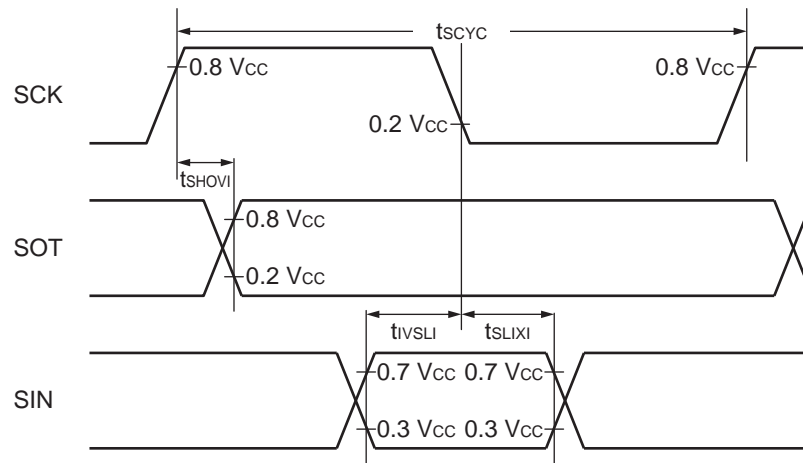 tSCYC
0.8 VCC
0.8 VCC
SCK
0.2 VCC
tSHOVI
0.8 VCC
SOT
0.2 VCC
tIVSLI
tSLIXI
0.7 VCC
0.7 VCC
SIN
0.3 VCC
0.3 VCC